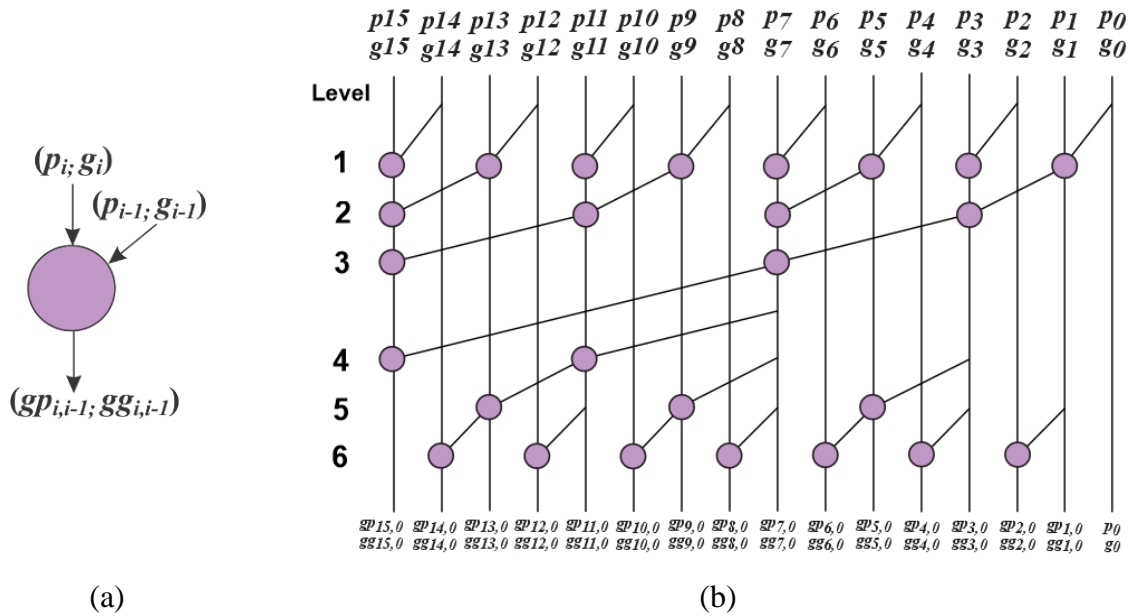 p15 p14 p13 p12 p11 p10 p9 p8 p7 p6 p5 p4 p3 p2 p1 p0
g15 g14 g13 g12 g11 g10 g9 g8 g7 g6 g5 g4 g3 g2 g1 g0
Level
1
2
3
4
5
6
(pi; gi)
(pi-1; gi-1)
(gpi,i-1; ggi,i-1)
gp15,0 gp14,0 gp13,0 gp12,0 gp11,0 gp10,0 gp9,0 gp8,0 gp7,0 gp6,0 gp5,0 gp4,0 gp3,0 gp2,0 gp1,0 p0
gg15,0 gg14,0 gg13,0 gg12,0 gg11,0 gg10,0 gg9,0 gg8,0 gg7,0 gg6,0 gg5,0 gg4,0 gg3,0 gg2,0 gg1,0 g0
(a) (b)